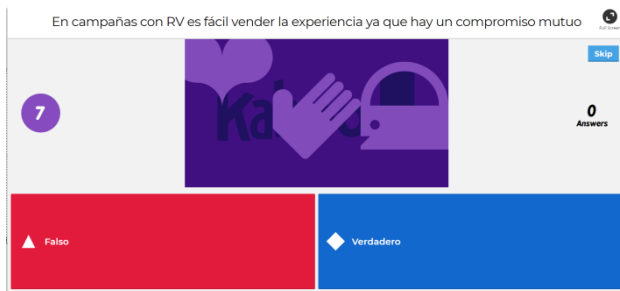 En campañas con RV es fácil vender la experiencia ya que hay un compromiso mutuo
Skip
7
0
Answers
Falso
Verdadero